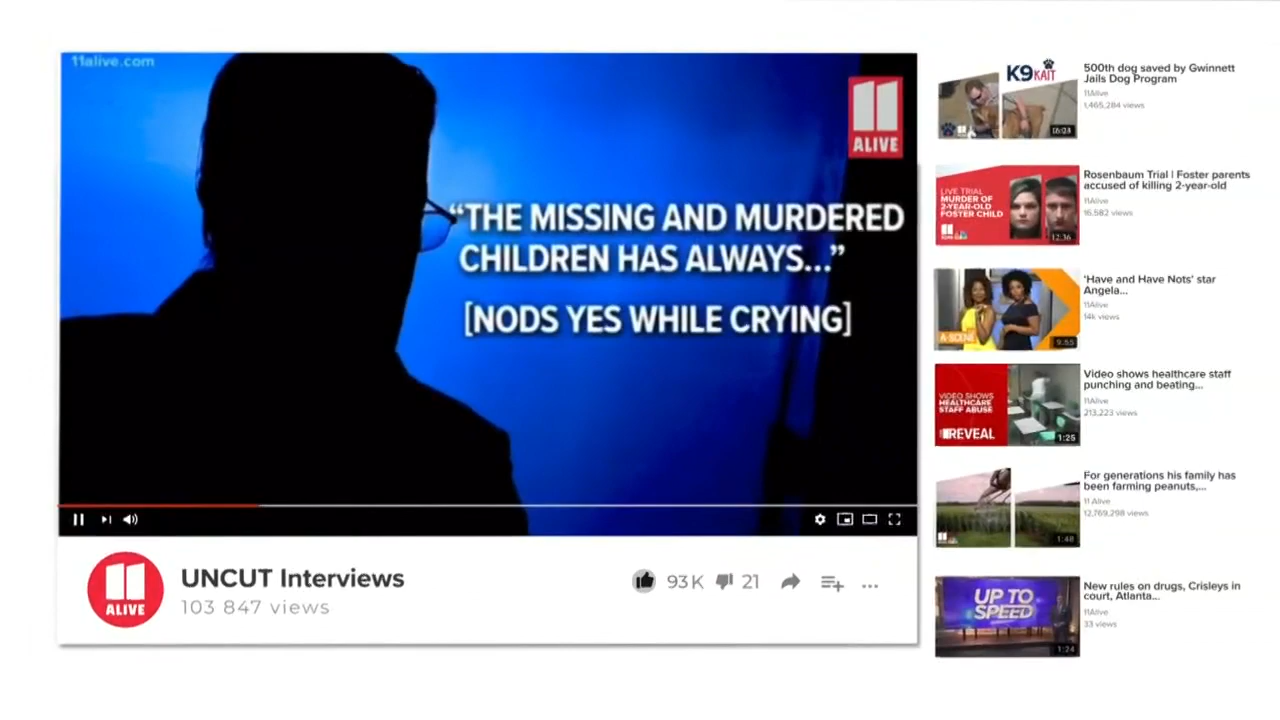 11alive.com
11
ALIVE
“THE MISSING AND MURDERED
CHILDREN HAS ALWAYS...”
[NODS YES WHILE CRYING]
11
ALIVE
UNCUT Interviews
103 847 views
93K
21
K9 KAIT
16:23
500th dog saved by Gwinnett
Jails Dog Program
11Alive
1,465,284 views
LIVE TRIAL
MURDER OF
2-YEAR-OLD
FOSTER CHILD
12:36
Rosenbaum Trial | Foster parents
accused of killing 2-year-old
11Alive
16,582 views
A-SCENE
9:55
'Have and Have Nots' star
Angela...
11Alive
14k views
VIDEO SHOWS
HEALTHCARE
STAFF ABUSE
REVEAL
1:25
Video shows healthcare staff
punching and beating...
11Alive
213,223 views
1:48
For generations his family has
been farming peanuts,...
11 Alive
12,769,298 views
UP TO
SPEED
1:24
New rules on drugs, Crisleys in
court, Atlanta...
11Alive
33 views